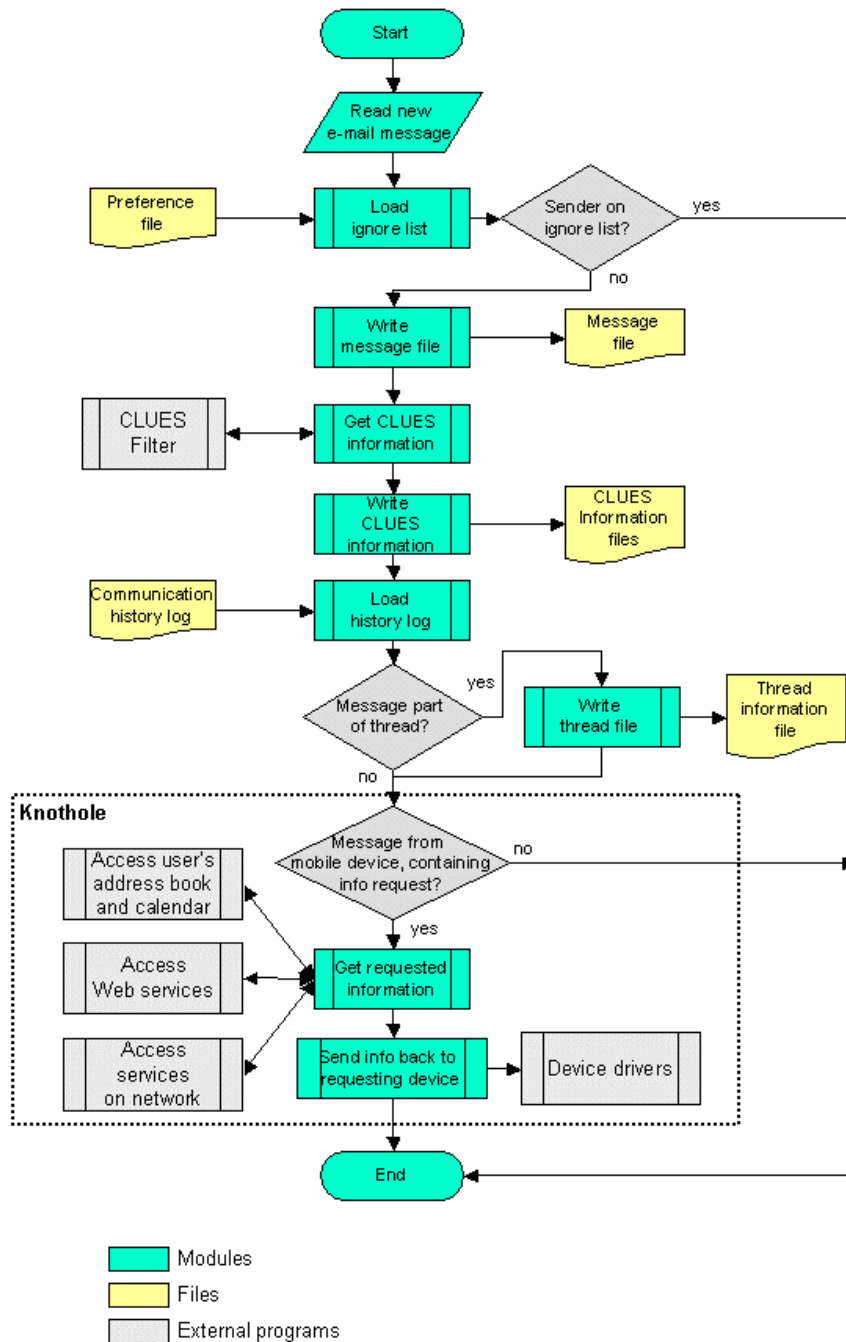 Start
Read new
e-mail message
Preference
file
Load
ignore list
Sender on
ignore list?
yes
no
Write
message file
Message
file
CLUES
Filter
Get CLUES
information
Write
CLUES
information
CLUES
Information
files
Communication
history log
Load
history log
Message part
of thread?
yes
Write
thread file
Thread
information
file
no
Knothole
Message from
mobile device, containing
info request?
no
Access user's
address book
and calendar
yes
Access
Web services
Get requested
information
Access
services
on network
Send info back to
requesting device
Device drivers
End
Modules
Files
External programs